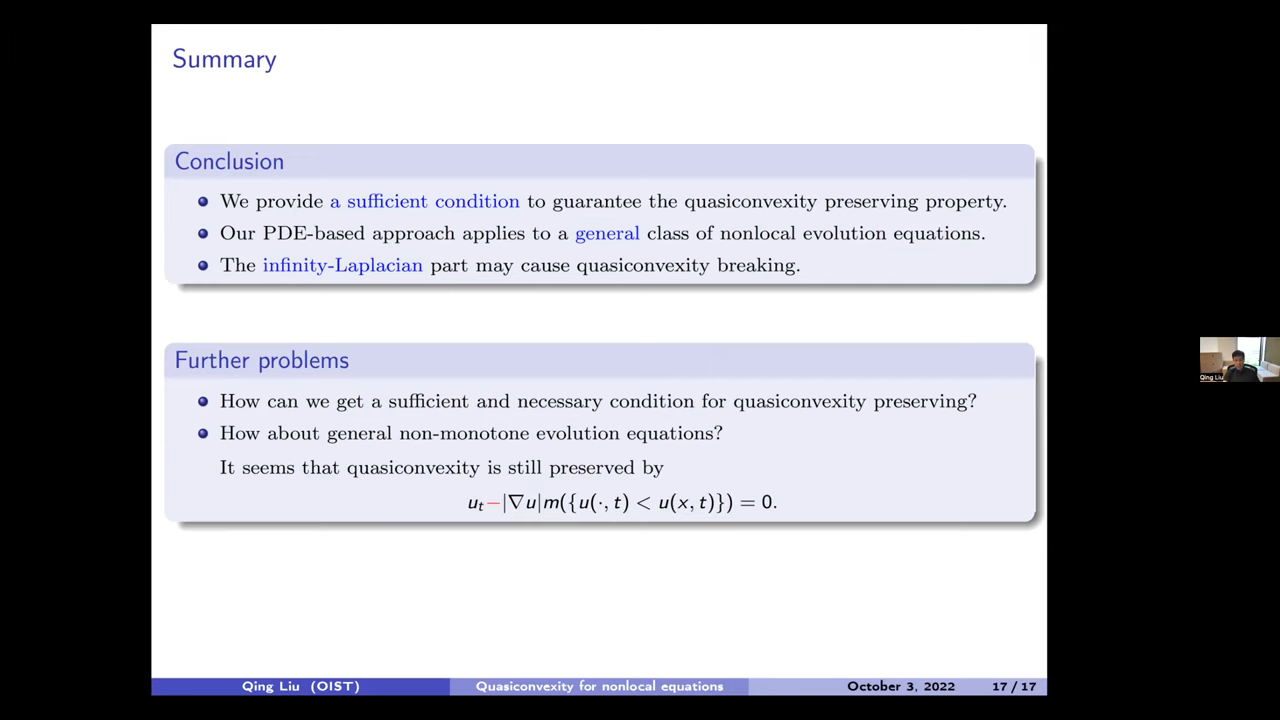 Summary
Conclusion
We provide a sufficient condition to guarantee the quasiconvexity preserving property.
Our PDE-based approach applies to a general class of nonlocal evolution equations.
The infinity-Laplacian part may cause quasiconvexity breaking.
Further problems
How can we get a sufficient and necessary condition for quasiconvexity preserving?
How about general non-monotone evolution equations?
It seems that quasiconvexity is still preserved by
uₜ−|∇u|m({u(·, t) < u(x, t)}) = 0.
Qing Liu
Qing Liu (OIST) Quasiconvexity for nonlocal equations October 3, 2022 17 / 17